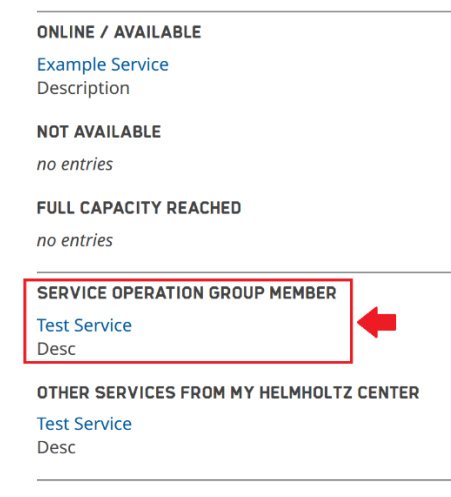 ONLINE / AVAILABLE
Example Service
Description
NOT AVAILABLE
no entries
FULL CAPACITY REACHED
no entries
SERVICE OPERATION GROUP MEMBER
Test Service
Desc
OTHER SERVICES FROM MY HELMHOLTZ CENTER
Test Service
Desc